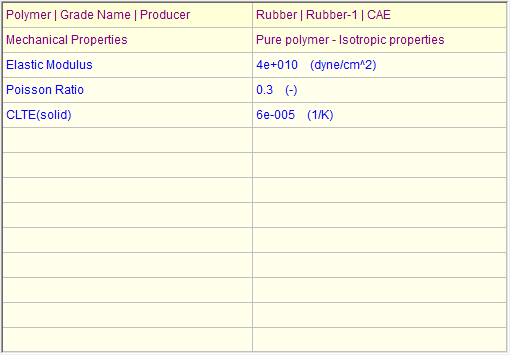 Polymer | Grade Name | Producer Rubber | Rubber-1 | CAE
Mechanical Properties Pure polymer - Isotropic properties
Elastic Modulus 4e+010 (dyne/cm^2)
Poisson Ratio 0.3 (-)
CLTE(solid) 6e-005 (1/K)